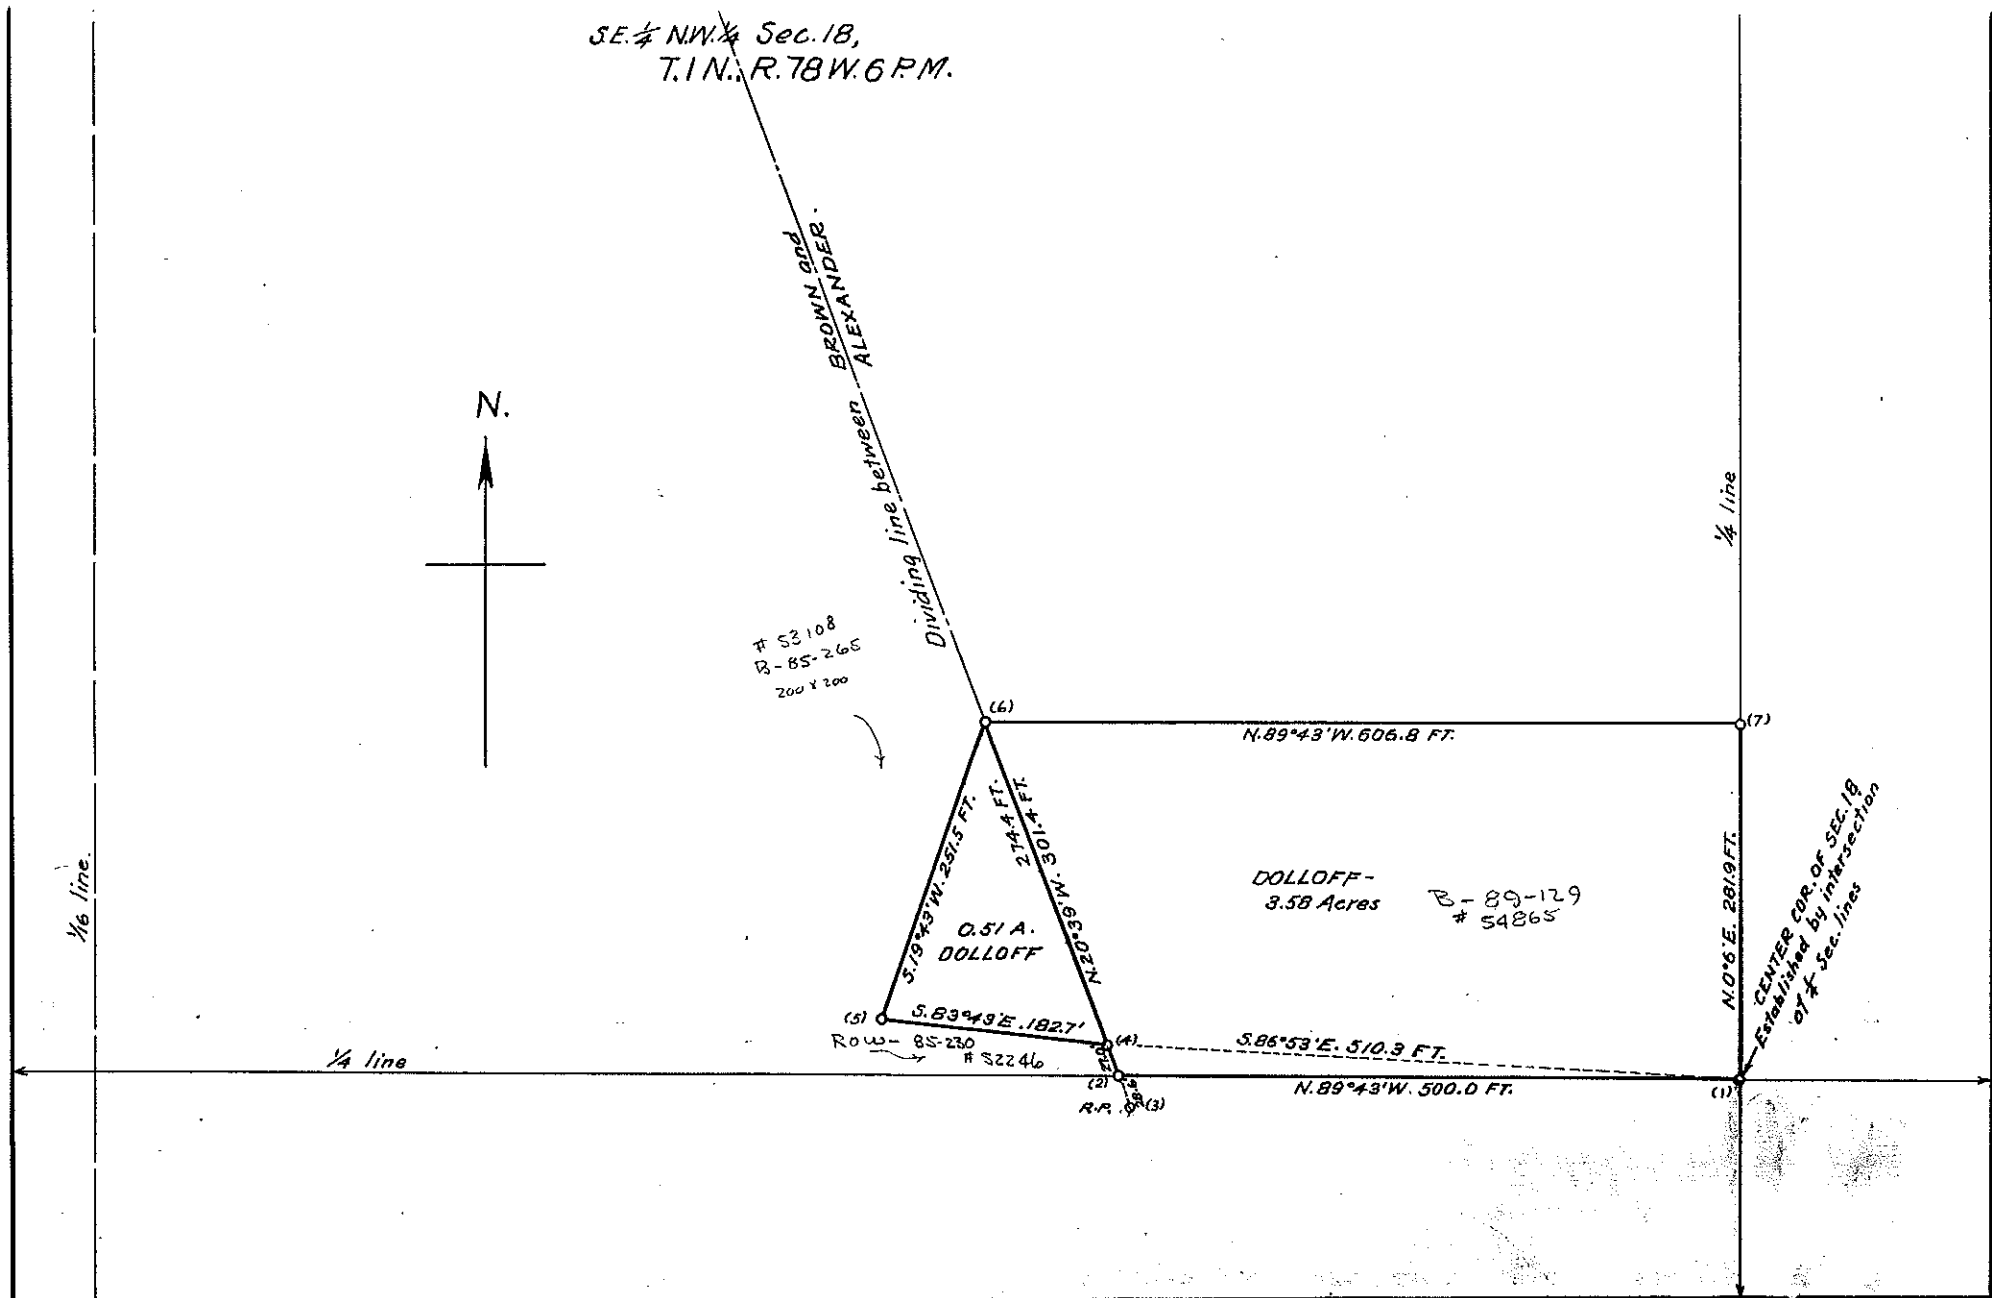 S.E. ¼ N.W. ¼ Sec. 18,
T. 1 N., R. 78 W. 6 P.M.
BROWN and
ALEXANDER.
Dividing line between
N.
¼ line
# 53108
B-85-265
200 x 200
(6)
(7)
N.89°43'W. 606.8 FT.
S.19°43'W. 251.5 FT.
274.4 FT.
N.20°39'W. 301.4 FT.
0.51 A.
DOLLOFF
DOLLOFF-
3.58 Acres
B-89-129
# 54865
N.0°6'E. 281.9 FT.
CENTER COR. OF SEC. 18
Established by intersection
of ¼ Sec. lines
1/16 line.
(5)
S.83°43'E. 182.7'
(4)
Row- 85-230
# 52246
S.86°53'E. 510.3 FT.
¼ line
27.0'
(2)
N.89°43'W. 500.0 FT.
(1)
R.P.
(3)